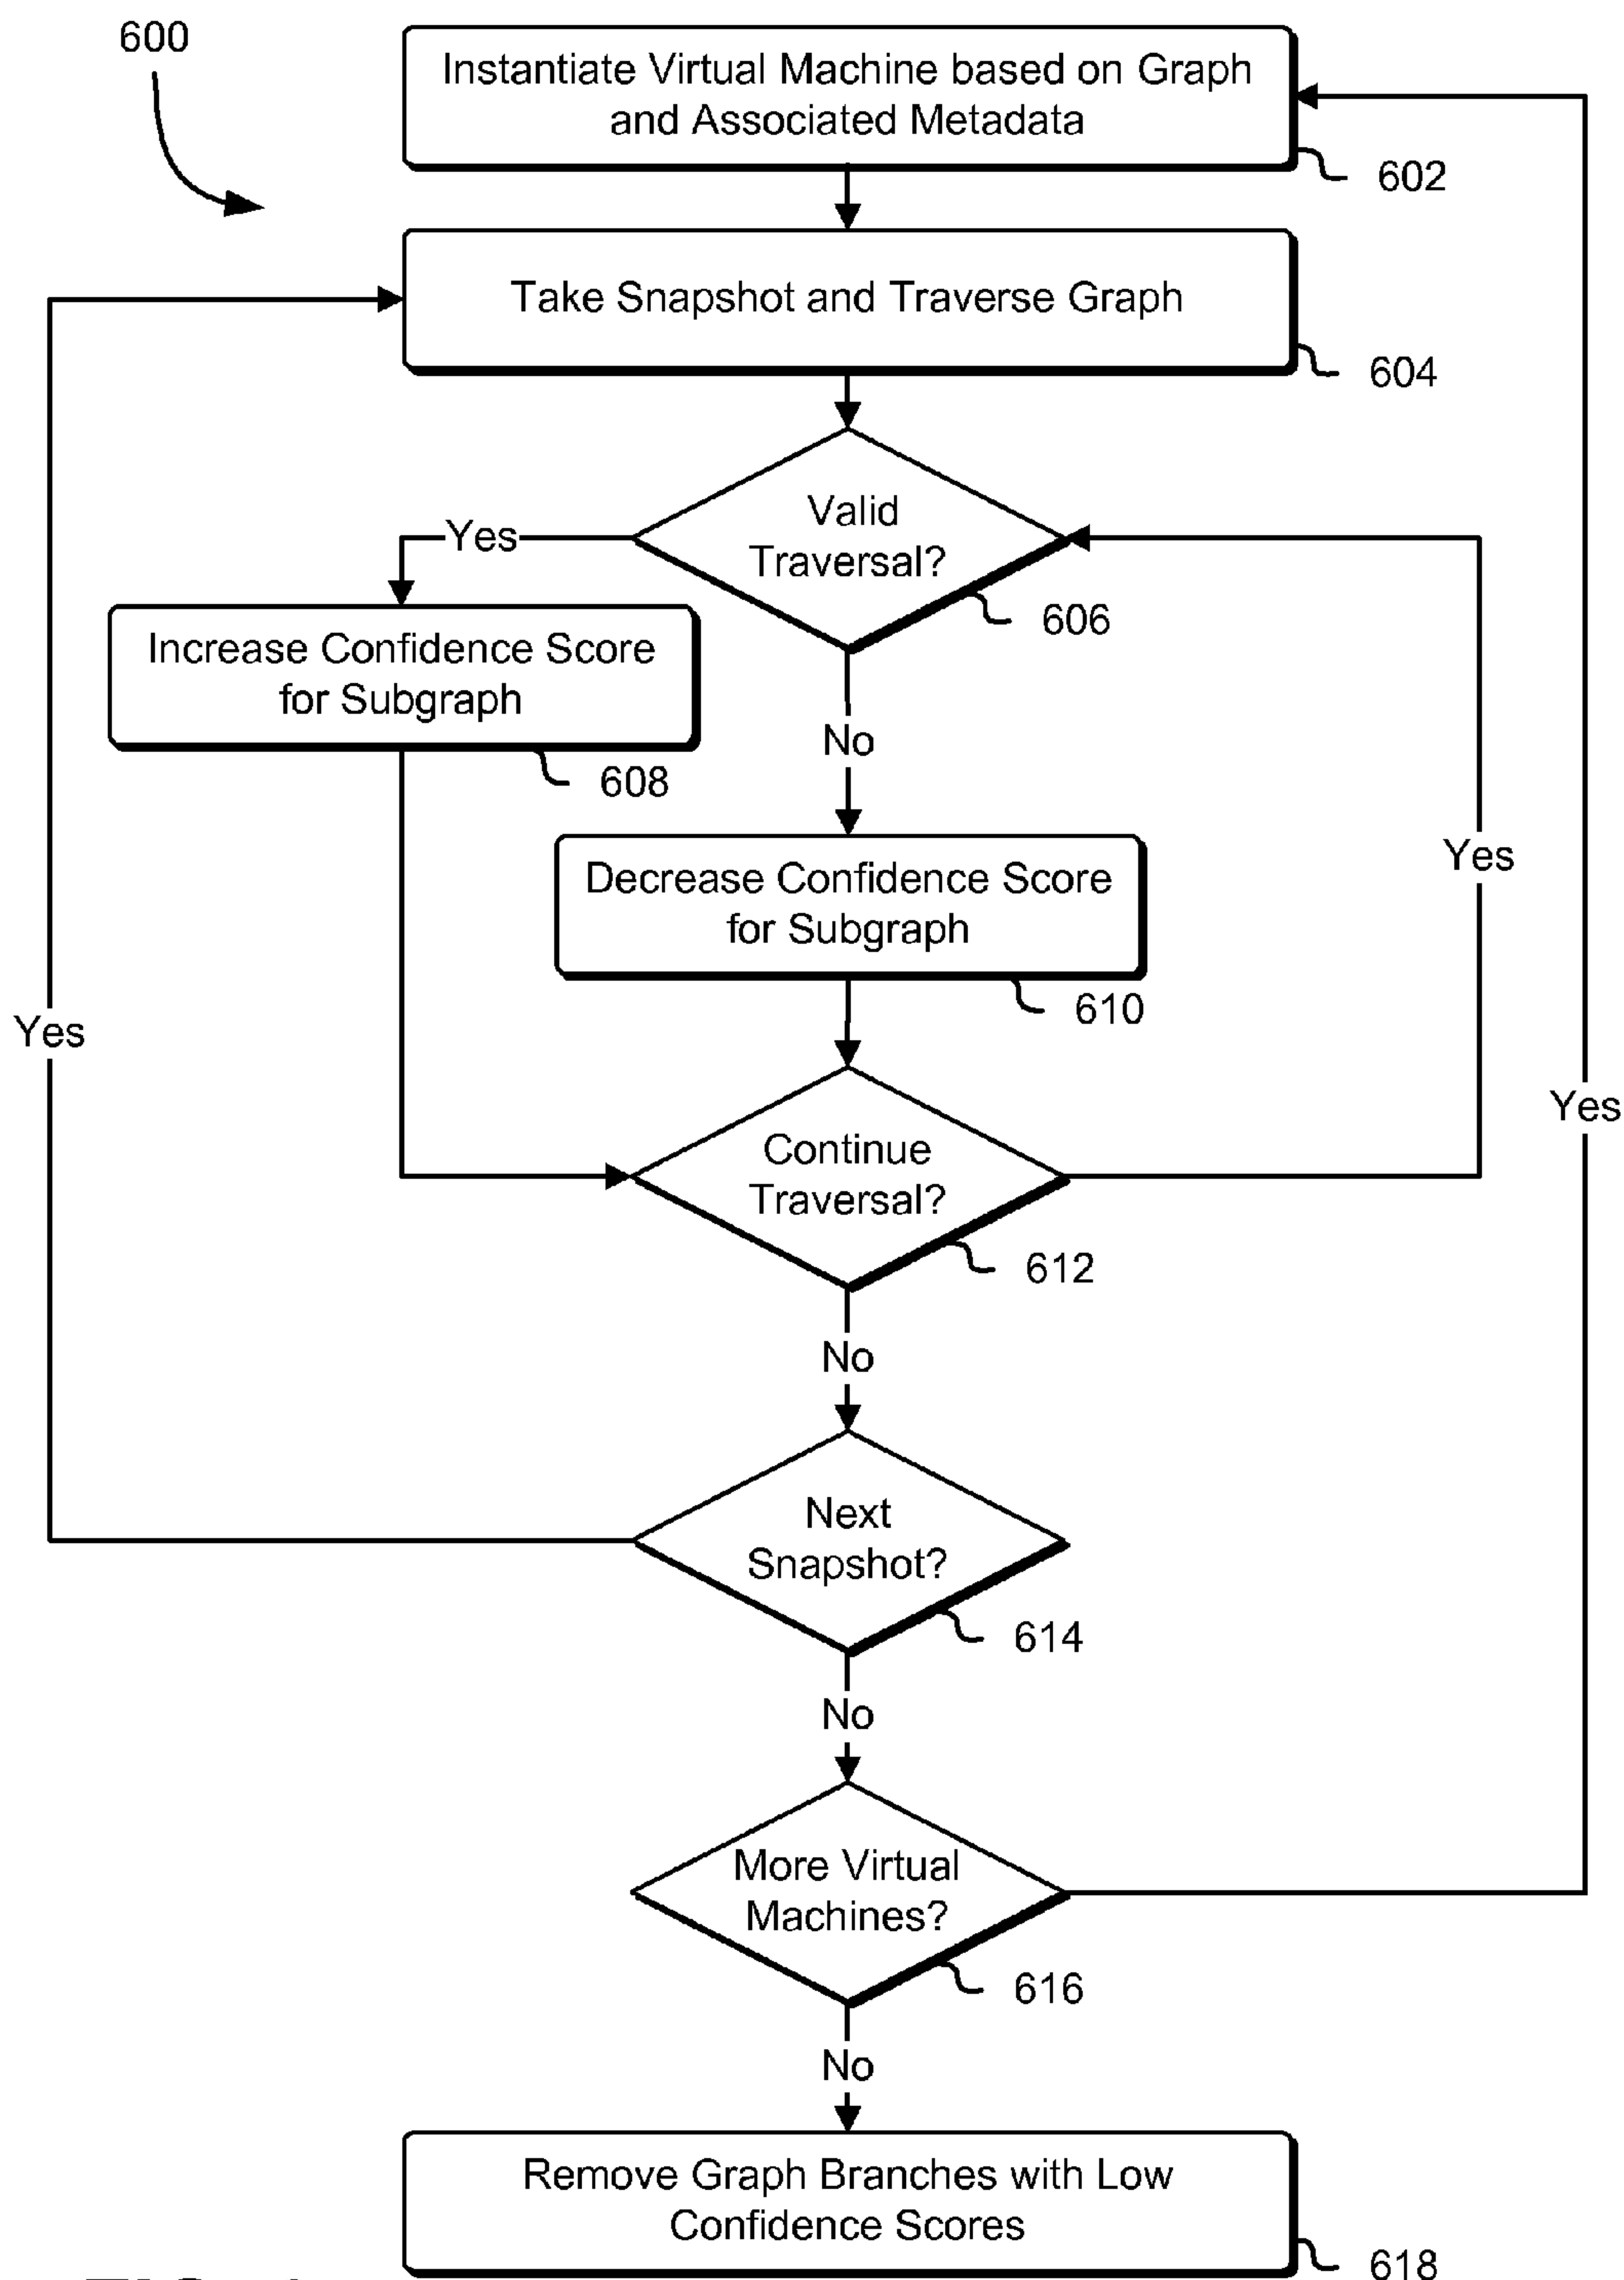 600
Instantiate Virtual Machine based on Graph
and Associated Metadata
602
Take Snapshot and Traverse Graph
604
Valid
Traversal?
606
Yes
Increase Confidence Score
for Subgraph
608
No
Decrease Confidence Score
for Subgraph
610
Yes
Yes
Yes
Continue
Traversal?
612
No
Next
Snapshot?
614
No
More Virtual
Machines?
616
No
Remove Graph Branches with Low
Confidence Scores
618